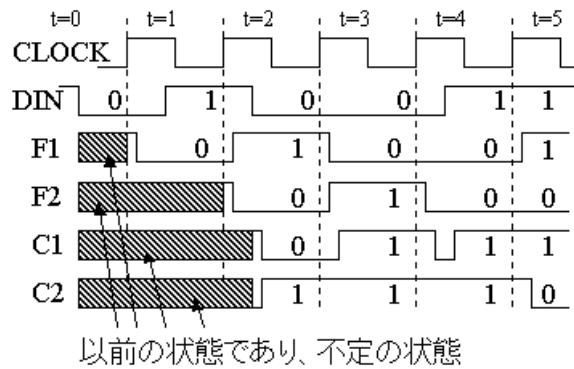 t=0 t=1 t=2 t=3 t=4 t=5
CLOCK
DIN 0 1 0 0 1 1
F1 0 1 0 0 1
F2 0 1 0 0
C1 0 1 1 1
C2 1 1 1 0
以前の状態であり、不定の状態